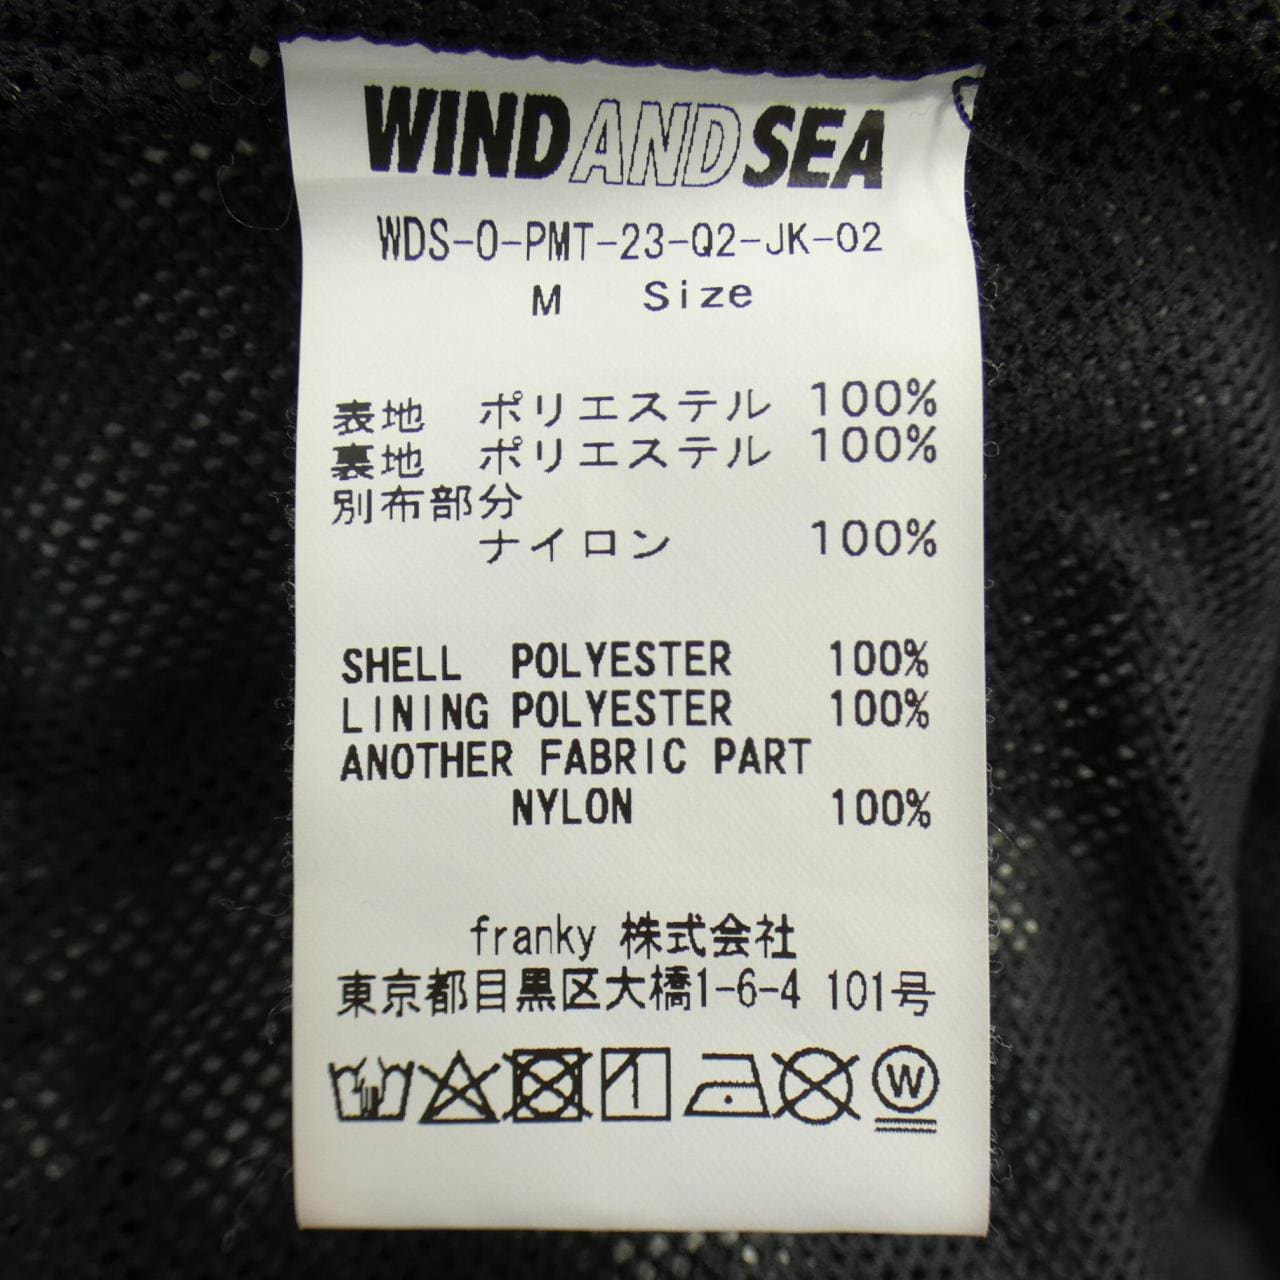 WIND AND SEA
WDS-O-PMT-23-Q2-JK-02
M Size
表地 ポリエステル 100%
裏地 ポリエステル 100%
別布部分
ナイロン 100%
SHELL POLYESTER 100%
LINING POLYESTER 100%
ANOTHER FABRIC PART
NYLON 100%
franky 株式会社
東京都目黒区大橋1-6-4 101号
W